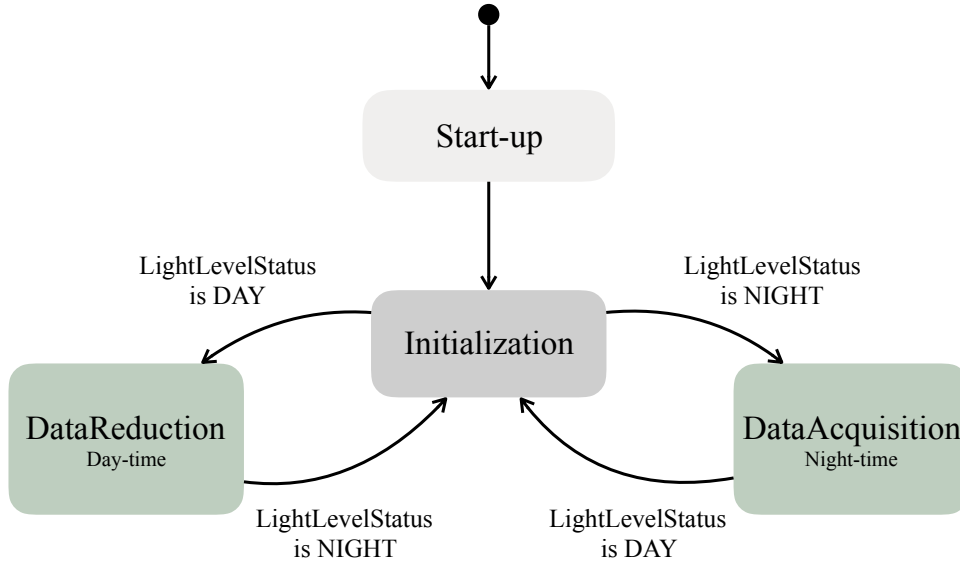 Start-up
LightLevelStatus
is DAY
LightLevelStatus
is NIGHT
Initialization
DataReduction
Day-time
DataAcquisition
Night-time
LightLevelStatus
is NIGHT
LightLevelStatus
is DAY